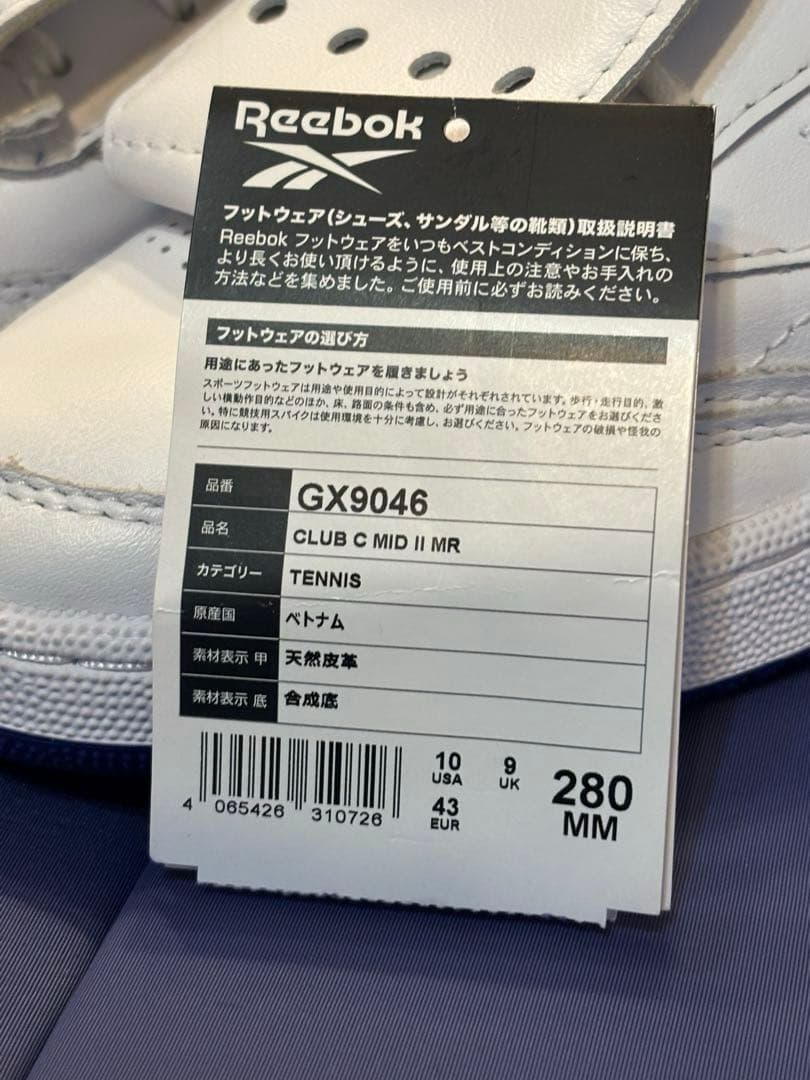 Reebok
フットウェア(シューズ、サンダル等の靴類)取扱説明書
Reebok フットウェアをいつもベストコンディションに保ち、
より長くお使い頂けるように、使用上の注意やお手入れの
方法などを集めました。ご使用前に必ずお読みください。
フットウェアの選び方
用途にあったフットウェアを履きましょう
スポーツフットウェアは用途や使用目的によって設計がそれぞれされています。歩行・走行目的、激
しい横動作目的などのほか、床、路面の条件も含め、必ず用途に合ったフットウェアをお選びくださ
い。特に競技用スパイクは使用環境を十分に考慮し、お選びください。フットウェアの破損や怪我の
原因になります。
品番 GX9046
品名 CLUB C MID II MR
カテゴリー TENNIS
原産国 ベトナム
素材表示 甲 天然皮革
素材表示 底 合成底
10 USA 9 UK
43 EUR
280 MM
4 065426 310726